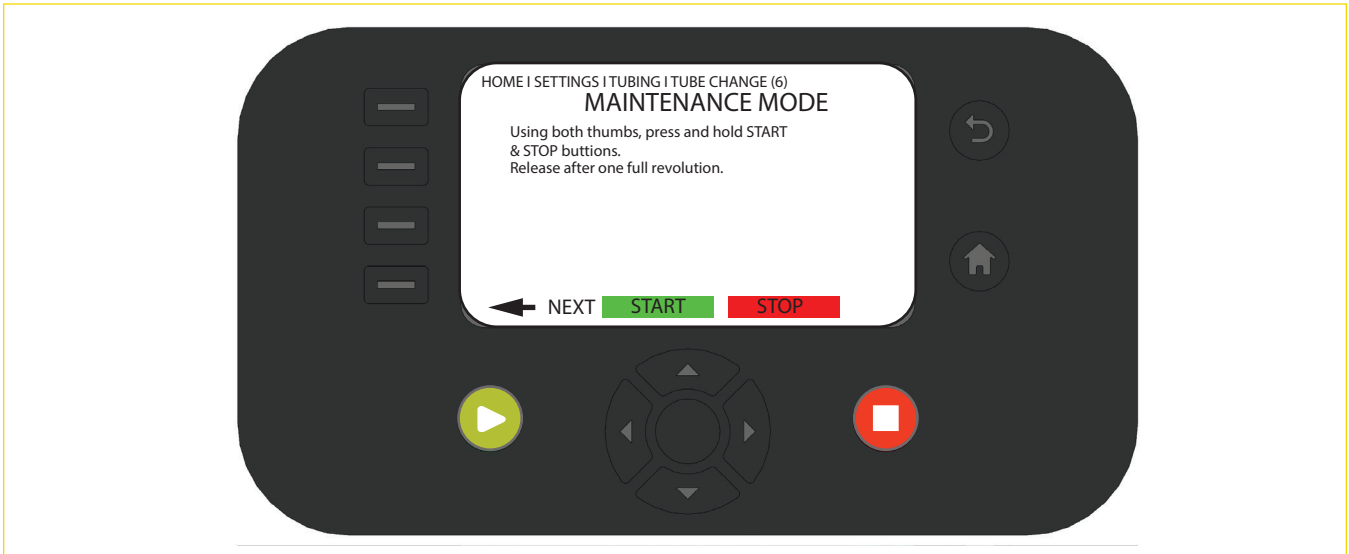 HOME I SETTINGS I TUBING I TUBE CHANGE (6)
MAINTENANCE MODE
Using both thumbs, press and hold START
& STOP buttions.
Release after one full revolution.
NEXT START STOP